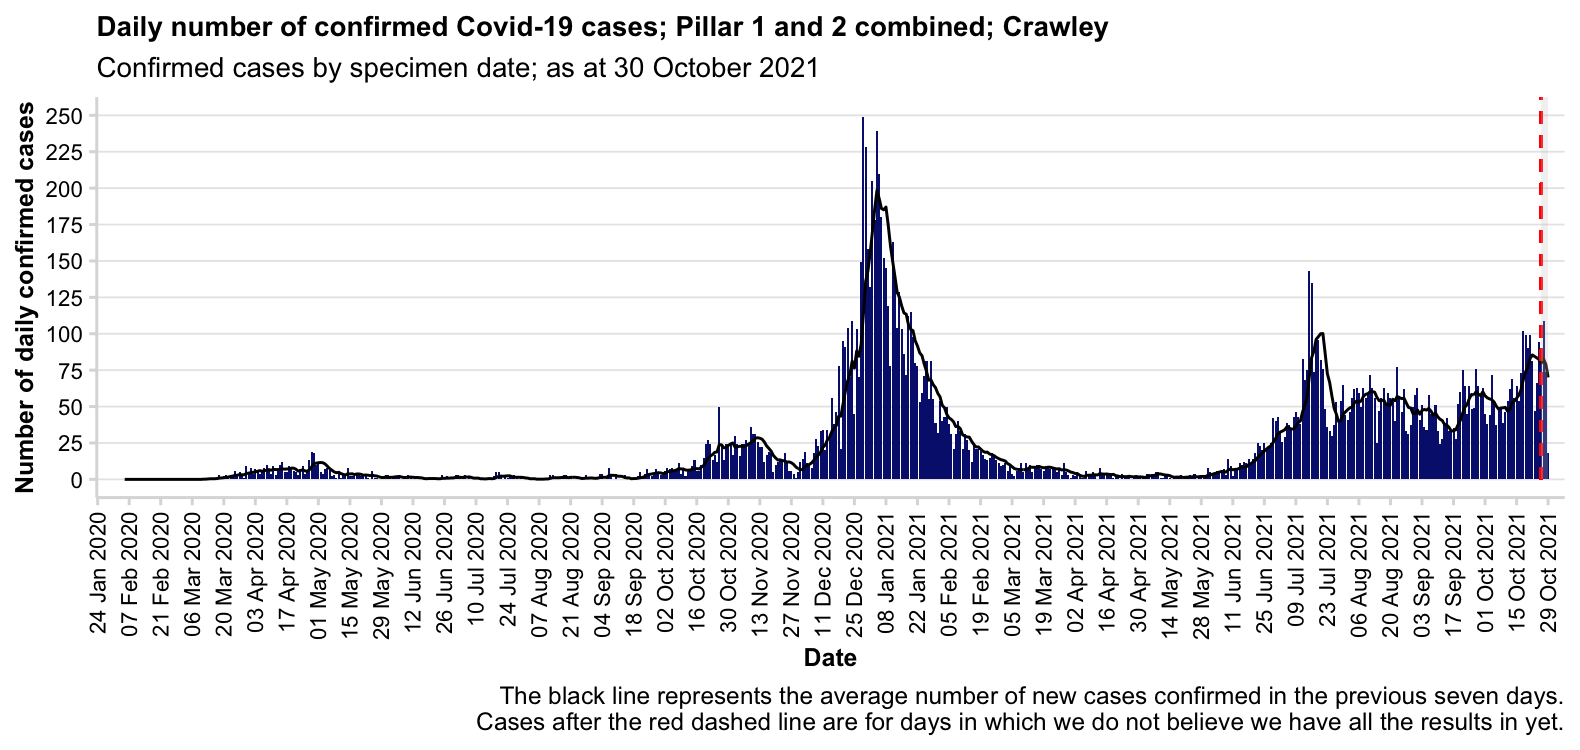 Daily number of confirmed Covid-19 cases; Pillar 1 and 2 combined; Crawley
Confirmed cases by specimen date; as at 30 October 2021
Number of daily confirmed cases
250
225
200
175
150
125
100
75
50
25
0
24 Jan 2020
07 Feb 2020
21 Feb 2020
06 Mar 2020
20 Mar 2020
03 Apr 2020
17 Apr 2020
01 May 2020
15 May 2020
29 May 2020
12 Jun 2020
26 Jun 2020
10 Jul 2020
24 Jul 2020
07 Aug 2020
21 Aug 2020
04 Sep 2020
18 Sep 2020
02 Oct 2020
16 Oct 2020
30 Oct 2020
13 Nov 2020
27 Nov 2020
11 Dec 2020
25 Dec 2020
08 Jan 2021
22 Jan 2021
05 Feb 2021
19 Feb 2021
05 Mar 2021
19 Mar 2021
02 Apr 2021
16 Apr 2021
30 Apr 2021
14 May 2021
28 May 2021
11 Jun 2021
25 Jun 2021
09 Jul 2021
23 Jul 2021
06 Aug 2021
20 Aug 2021
03 Sep 2021
17 Sep 2021
01 Oct 2021
15 Oct 2021
29 Oct 2021
Date
The black line represents the average number of new cases confirmed in the previous seven days.
Cases after the red dashed line are for days in which we do not believe we have all the results in yet.